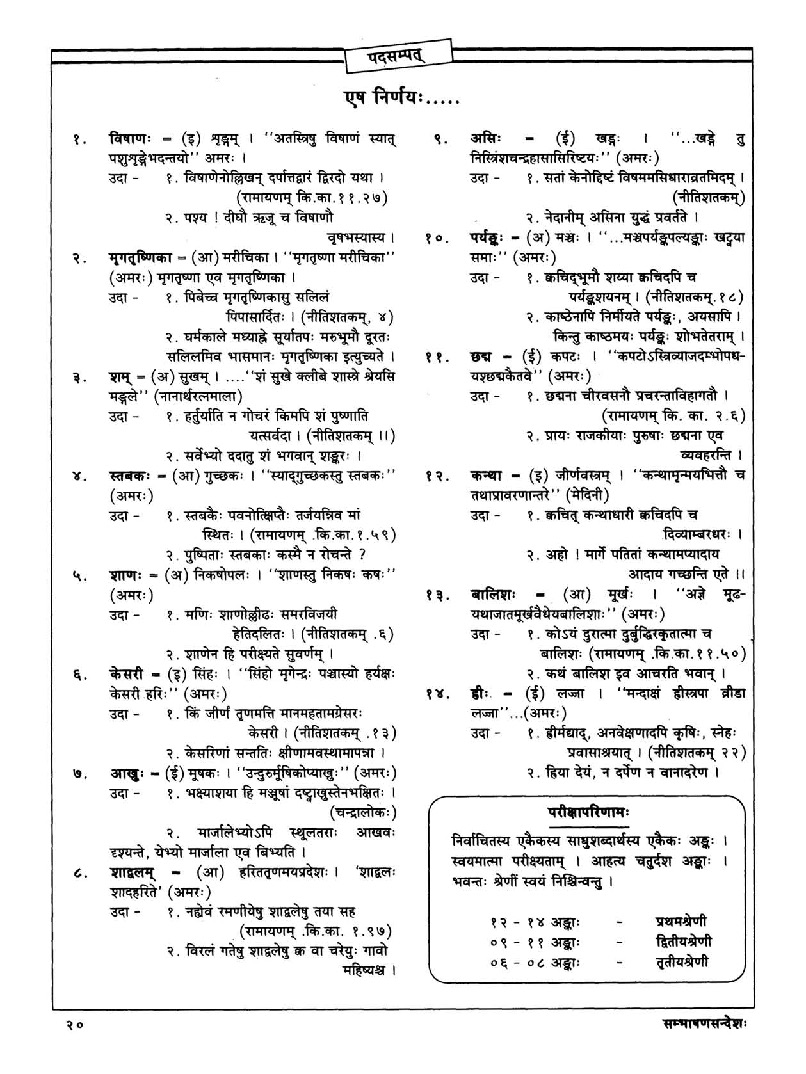 पदसम्पत्
एष निर्णयः.....
१. विषाणः = (इ) शृङ्गम् । "अतस्त्रिषु विषाणं स्यात्
पशुशृङ्गेभदन्तयो" अमरः ।
उदा - १. विषाणेनोल्लिखन् दर्पात्तद्वारं द्विरदो यथा ।
(रामायणम् कि.का.११.२७)
२. पश्य ! दीर्घौ ऋजू च विषाणौ
वृषभस्यास्य ।
२. मृगतृष्णिका = (आ) मरीचिका । "मृगतृष्णा मरीचिका"
(अमरः) मृगतृष्णा एव मृगतृष्णिका ।
उदा - १. पिबेच्च मृगतृष्णिकासु सलिलं
पिपासार्दितः । (नीतिशतकम्, ४)
२. घर्मकाले मध्याह्ने सूर्यातपः मरुभूमौ दूरतः
सलिलमिव भासमानः मृगतृष्णिका इत्युच्यते ।
३. शम् = (अ) सुखम् । ...."शं सुखे क्लीबे शास्त्रे श्रेयसि
मङ्गले" (नानार्थरत्नमाला)
उदा - १. हर्तुर्याति न गोचरं किमपि शं पुष्णाति
यत्सर्वदा । (नीतिशतकम् ।।)
२. सर्वेभ्यो ददातु शं भगवान् शङ्करः ।
४. स्तबकः = (आ) गुच्छकः । "स्याद्गुच्छकस्तु स्तबकः"
(अमरः)
उदा - १. स्तबकैः पवनोत्क्षिप्तैः तर्जयन्निव मां
स्थितः । (रामायणम् .कि.का.१.५९)
२. पुष्पिताः स्तबकाः कस्मै न रोचन्ते ?
५. शाणः = (अ) निकषोपलः । "शाणस्तु निकषः कषः"
(अमरः)
उदा - १. मणिः शाणोल्लीढः समरविजयी
हेतिदलितः । (नीतिशतकम् .६)
२. शाणेन हि परीक्ष्यते सुवर्णम् ।
६. केसरी = (इ) सिंहः । "सिंहो मृगेन्द्रः पञ्चास्यो हर्यक्षः
केसरी हरिः" (अमरः)
उदा - १. किं जीर्णं तृणमत्ति मानमहतामग्रेसरः
केसरी । (नीतिशतकम् .१३)
२. केसरिणां सन्ततिः क्षीणामवस्थामापन्ना ।
७. आखुः = (ई) मूषकः । "उन्दुरुर्मूषिकोप्याखुः" (अमरः)
उदा - १. भक्ष्याशया हि मञ्जूषां दष्ट्वाखुस्तेनभक्षितः ।
(चन्द्रालोकः)
२. मार्जालेभ्योऽपि स्थूलतराः आखवः
दृश्यन्ते, येभ्यो मार्जाला एव बिभ्यति ।
८. शाद्वलम् = (आ) हरिततृणमयप्रदेशः । 'शाद्वलः
शादहरिते' (अमरः)
उदा - १. नह्येवं रमणीयेषु शाद्वलेषु तया सह
(रामायणम् .कि.का. १.९७)
२. विरलं गतेषु शाद्वलेषु क्व वा चरेयुः गावो
महिष्यश्च ।
९. असिः = (ई) खड्गः । "...खड्गे तु
निस्त्रिंशचन्द्रहासासिरिष्टयः" (अमरः)
उदा - १. सतां केनोद्दिष्टं विषममसिधाराव्रतमिदम् ।
(नीतिशतकम्)
२. नेदानीम् असिना युद्धं प्रवर्तते ।
१०. पर्यङ्कः = (अ) मञ्चः । "...मञ्चपर्यङ्कपल्यङ्काः खट्वया
समाः" (अमरः)
उदा - १. क्वचिद्भूमौ शय्या क्वचिदपि च
पर्यङ्कशयनम् । (नीतिशतकम्.१८)
२. काष्ठेनापि निर्मीयते पर्यङ्कः, अयसापि ।
किन्तु काष्ठमयः पर्यङ्कः शोभतेतराम् ।
११. छद्म = (ई) कपटः । "कपटोऽस्त्रिव्याजदम्भोपध-
यश्छद्मकैतवे" (अमरः)
उदा - १. छद्मना चीरवसनौ प्रचरन्ताविहागतौ ।
(रामायणम् कि. का. २.६)
२. प्रायः राजकीयाः पुरुषाः छद्मना एव
व्यवहरन्ति ।
१२. कन्था = (इ) जीर्णवस्त्रम् । "कन्थामृन्मयभित्तौ च
तथाप्रावरणान्तरे" (मेदिनी)
उदा - १. क्वचित् कन्थाधारी क्वचिदपि च
दिव्याम्बरधरः ।
२. अहो ! मार्गे पतितां कन्थामप्यादाय
आदाय गच्छन्ति एते ।।
१३. बालिशः = (आ) मूर्खः । "अज्ञे मूढ-
यथाजातमूर्खवैधेयबालिशाः" (अमरः)
उदा - १. कोऽयं दुरात्मा दुर्बुद्धिरकृतात्मा च
बालिशः (रामायणम् .कि.का.११.५०)
२. कथं बालिश इव आचरति भवान् ।
१४. ह्रीः = (ई) लज्जा । "मन्दाक्षं ह्रीस्त्रपा व्रीडा
लज्जा"...(अमरः)
उदा - १. ह्रीर्मद्याद्, अनवेक्षणादपि कृषिः, स्नेहः
प्रवासाश्रयात् । (नीतिशतकम् २२)
२. ह्रिया देयं, न दर्पेण न वानादरेण ।
परीक्षापरिणामः
निर्वाचितस्य एकैकस्य साधुशब्दार्थस्य एकैकः अङ्कः ।
स्वयमात्मा परीक्ष्यताम् । आहत्य चतुर्दश अङ्काः ।
भवन्तः श्रेणीं स्वयं निश्चिन्वन्तु ।
१२ - १४ अङ्काः - प्रथमश्रेणी
०९ - ११ अङ्काः - द्वितीयश्रेणी
०६ - ०८ अङ्काः - तृतीयश्रेणी
२०
सम्भाषणसन्देशः